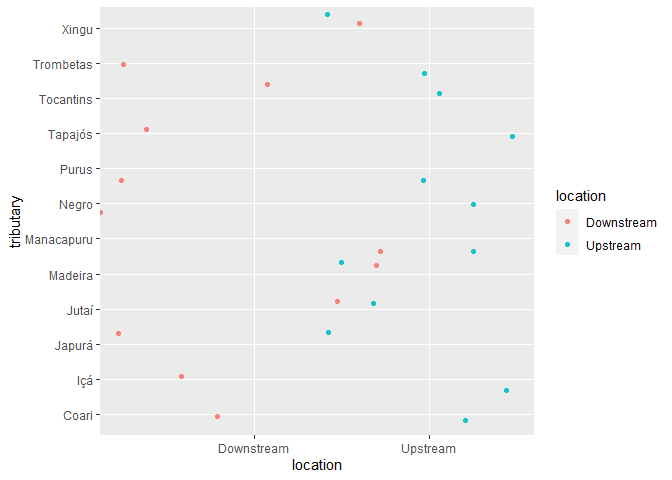 Xingu
Trombetas
Tocantins
Tapajós
Purus
Negro
Manacapuru
Madeira
Jutaí
Japurá
Içá
Coari
tributary
Downstream
Upstream
location
location
Downstream
Upstream